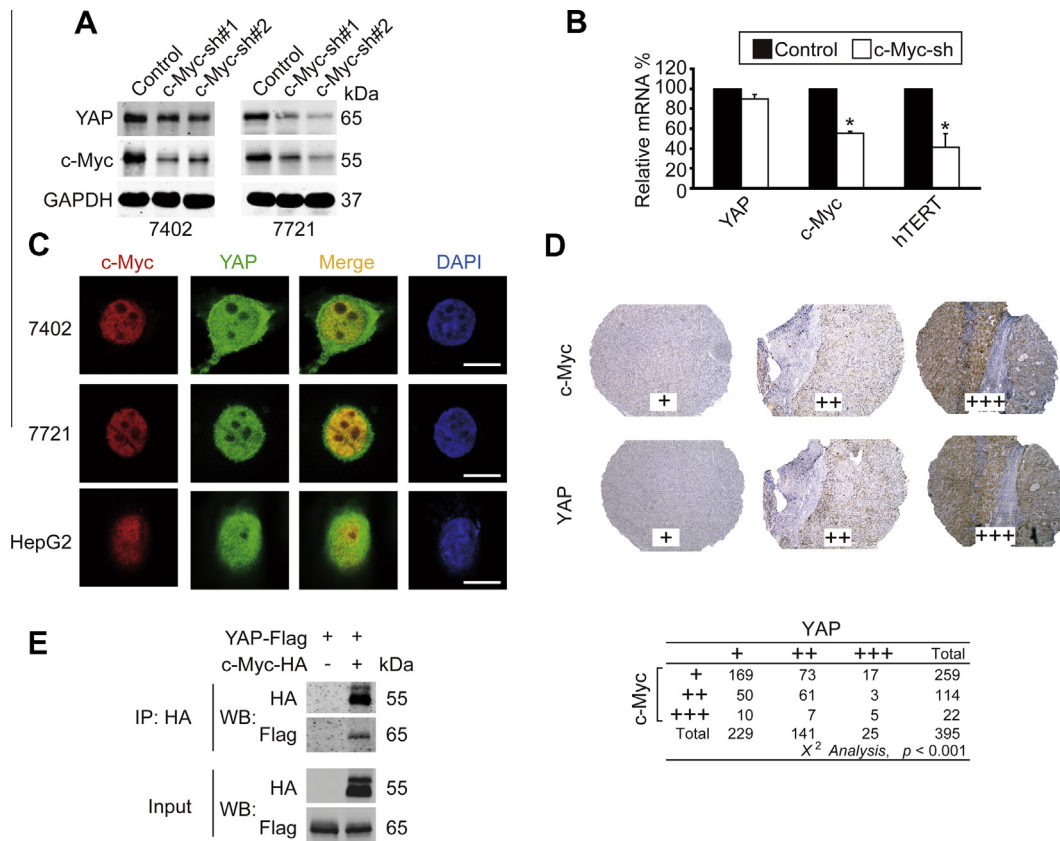 A
Control
c-Myc-sh#1
c-Myc-sh#2
Control
c-Myc-sh#1
c-Myc-sh#2
kDa
YAP
65
c-Myc
55
GAPDH
37
7402
7721
B
Control
c-Myc-sh
Relative mRNA %
120
100
80
60
40
20
0
*
*
YAP
c-Myc
hTERT
C
c-Myc
YAP
Merge
DAPI
7402
7721
HepG2
D
c-Myc
+
++
+++
YAP
+
++
+++
YAP
+ ++ +++ Total
c-Myc
+ 169 73 17 259
++ 50 61 3 114
+++ 10 7 5 22
Total 229 141 25 395
X² Analysis, p < 0.001
E
YAP-Flag + +
c-Myc-HA - + kDa
IP: HA
WB:
HA
55
Flag
65
Input
WB:
HA
55
Flag
65